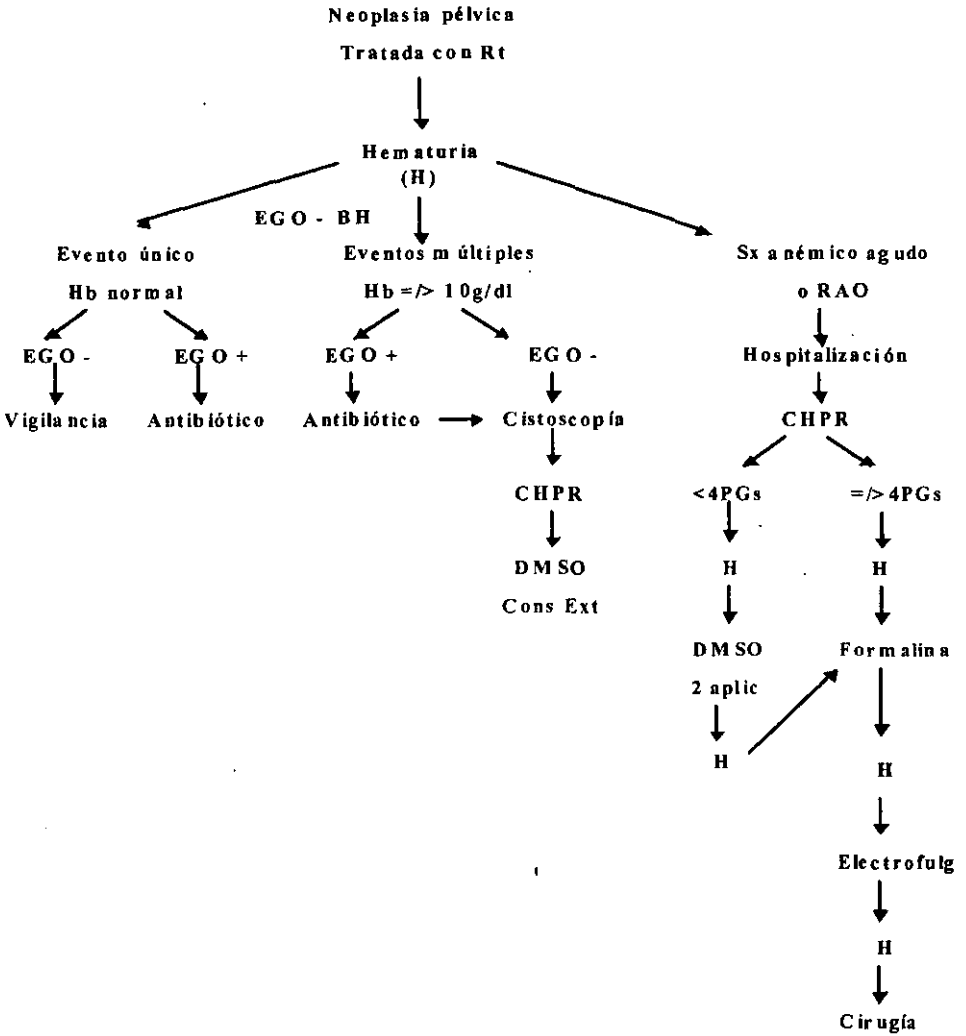 Neoplasia pélvica
Tratada con Rt
Hematuria
(H)
EGO - BH
Evento único
Hb normal
EGO -
EGO +
Vigilancia
Antibiótico
Eventos múltiples
Hb =/> 10g/dl
EGO +
EGO -
Antibiótico
Cistoscopía
CHPR
DMSO
Cons Ext
Sx anémico agudo
o RAO
Hospitalización
CHPR
<4PGs
=/> 4PGs
H
H
DMSO
2 aplic
Formalina
H
H
Electrofulg
H
Cirugía